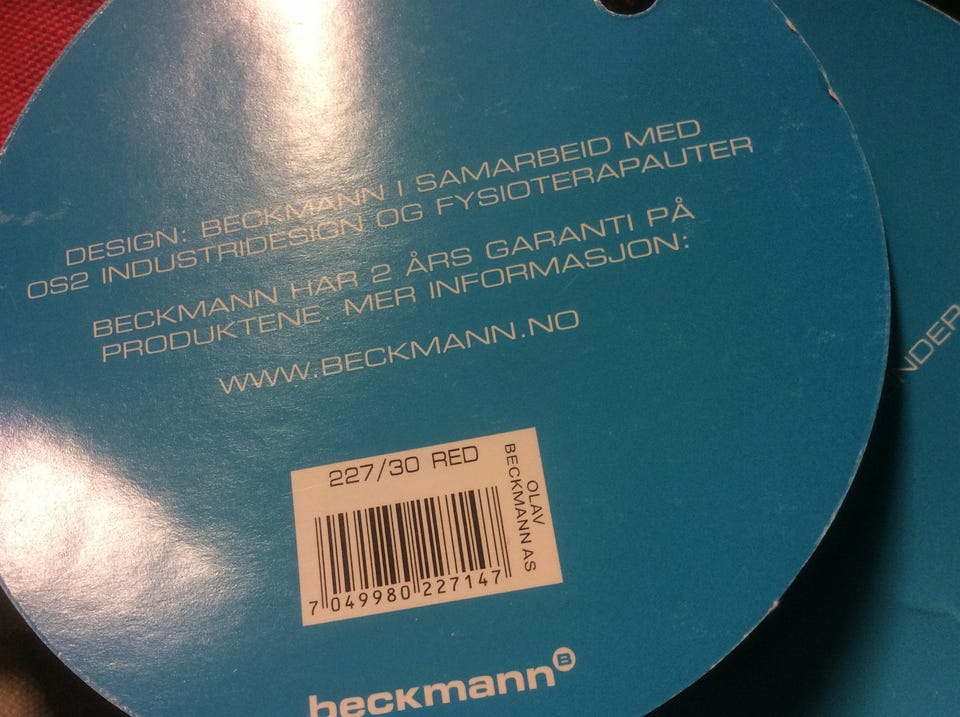 DESIGN: BECKMANN I SAMARBEID MED
OS2 INDUSTRIDESIGN OG FYSIOTERAPAUTER
BECKMANN HAR 2 ÅRS GARANTI PÅ
PRODUKTENE. MER INFORMASJON:
WWW.BECKMANN.NO
227/30 RED
OLAV
BECKMANN AS
7 049980 227147
beckmann B